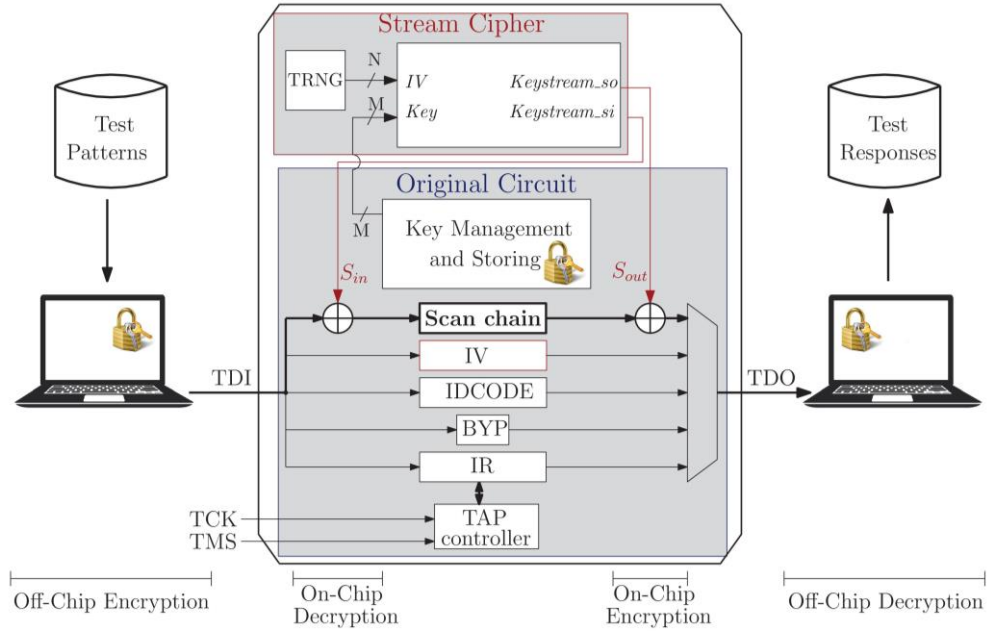 Stream Cipher
TRNG
N
M
IV
Key
Keystream_so
Keystream_si
Test
Patterns
Test
Responses
Original Circuit
M
Key Management
and Storing
S_in
S_out
Scan chain
IV
TDI
TDO
IDCODE
BYP
IR
TCK
TMS
TAP
controller
Off-Chip Encryption
On-Chip
Decryption
On-Chip
Encryption
Off-Chip Decryption